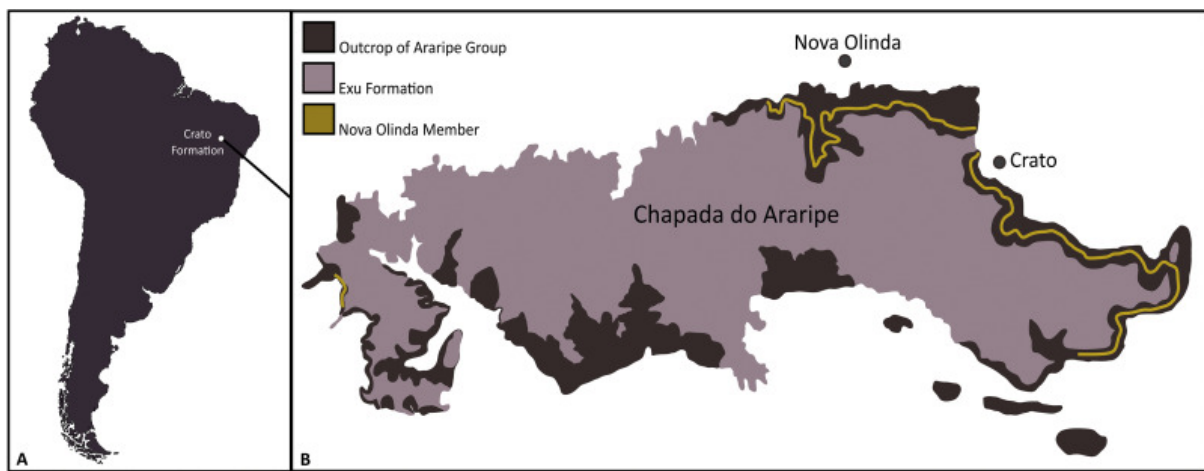 Crato
Formation
A
Outcrop of Araripe Group
Exu Formation
Nova Olinda Member
Nova Olinda
Crato
Chapada do Araripe
B